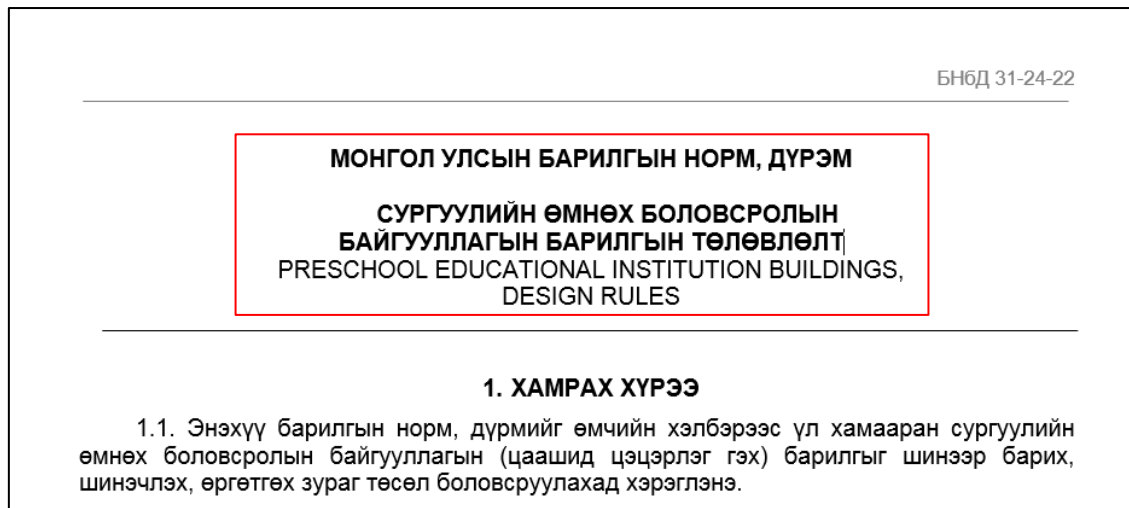 БНбД 31-24-22
МОНГОЛ УЛСЫН БАРИЛГЫН НОРМ, ДҮРЭМ
СУРГУУЛИЙН ӨМНӨХ БОЛОВСРОЛЫН
БАЙГУУЛЛАГЫН БАРИЛГЫН ТӨЛӨВЛӨЛТ
PRESCHOOL EDUCATIONAL INSTITUTION BUILDINGS,
DESIGN RULES
1. ХАМРАХ ХҮРЭЭ
1.1. Энэхүү барилгын норм, дүрмийг өмчийн хэлбэрээс үл хамааран сургуулийн
өмнөх боловсролын байгууллагын (цаашид цэцэрлэг гэх) барилгыг шинээр барих,
шинэчлэх, өргөтгөх зураг төсөл боловсруулахад хэрэглэнэ.